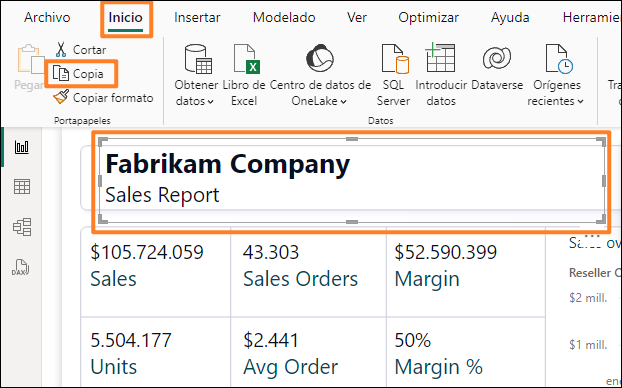 Archivo Inicio Insertar Modelado Ver Optimizar Ayuda Herramie
Pegar
Cortar
Copia
Copiar formato
Portapapeles
Obtener datos
Libro de Excel
Centro de datos de OneLake
SQL Server
Introducir datos
Dataverse
Orígenes recientes
Datos
Tra
DAX
Fabrikam Company
Sales Report
$105.724.059 43.303 $52.590.399
Sales Sales Orders Margin
5.504.177 $2.441 50%
Units Avg Order Margin %
Sales ov
Reseller C
$2 mill.
$1 mill.